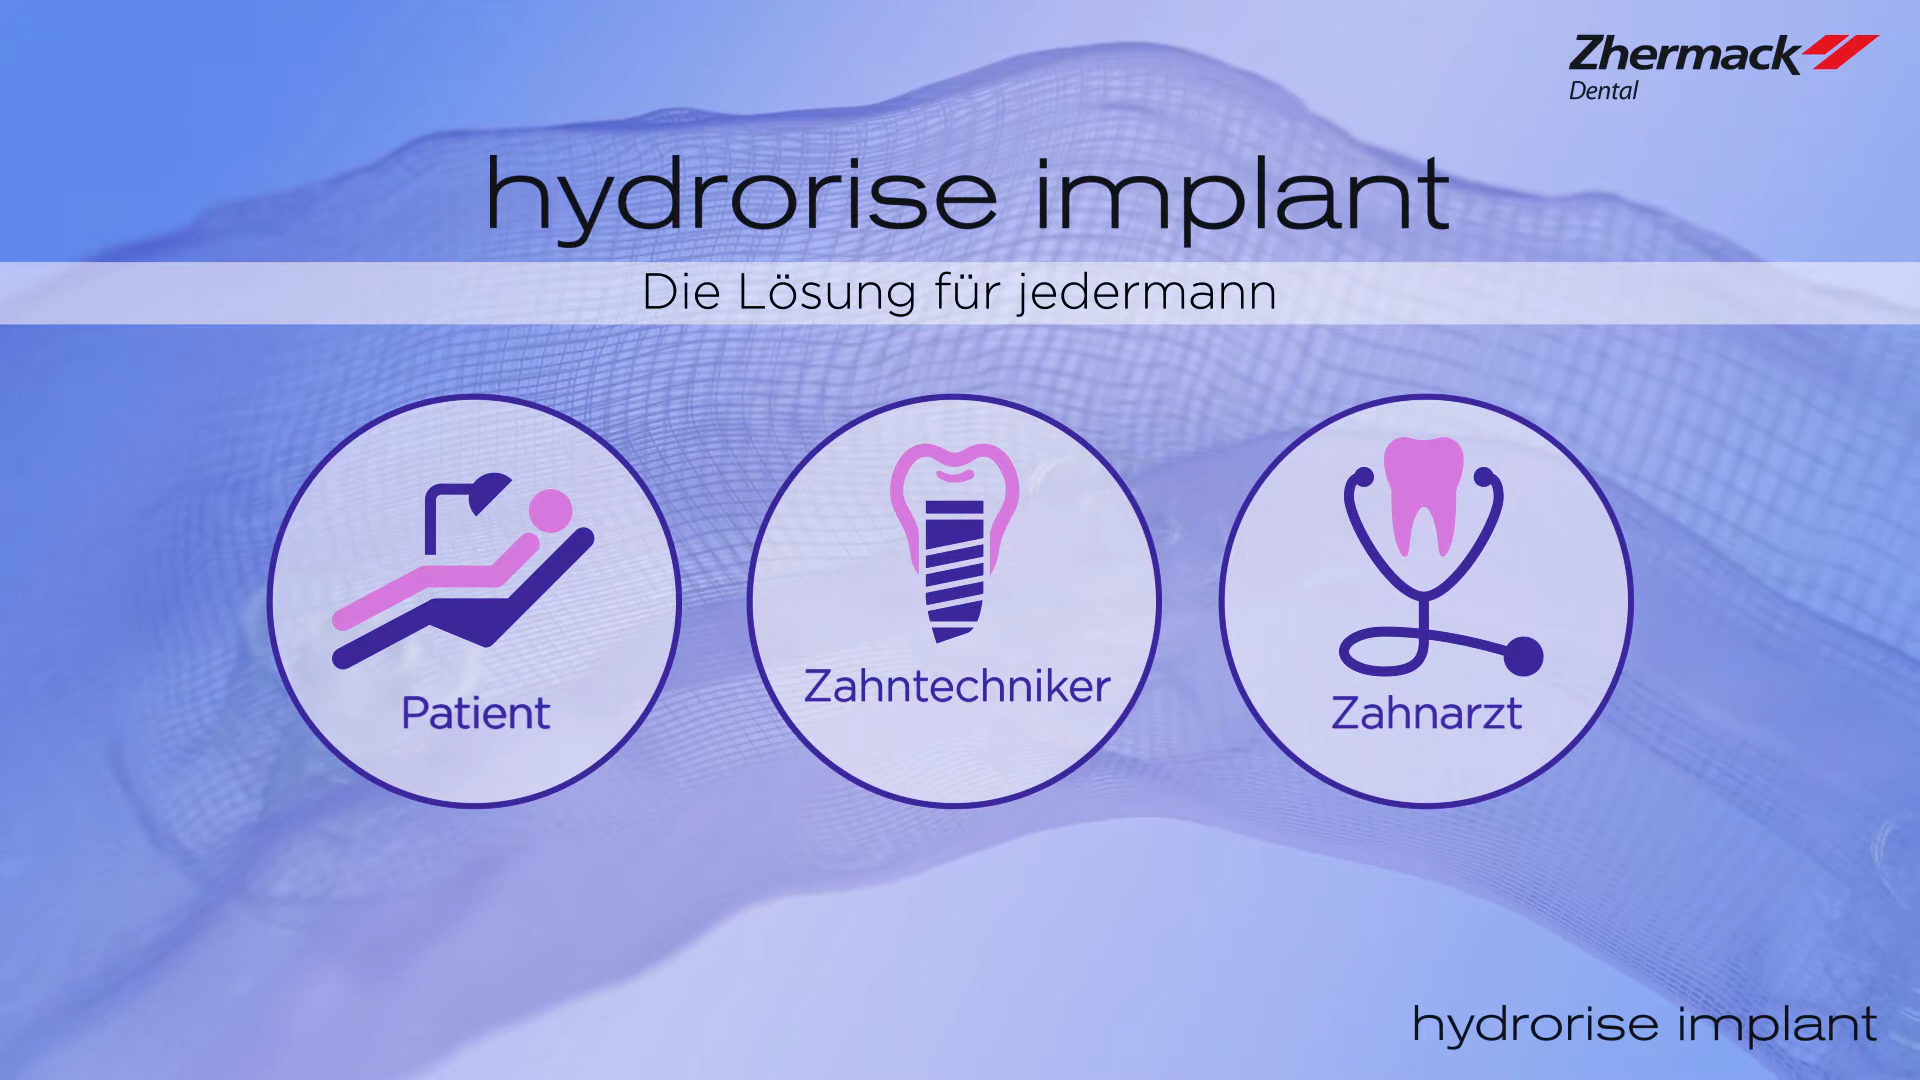 Zhermack
Dental
hydrorise implant
Die Lösung für jedermann
Patient
Zahntechniker
Zahnarzt
hydrorise implant